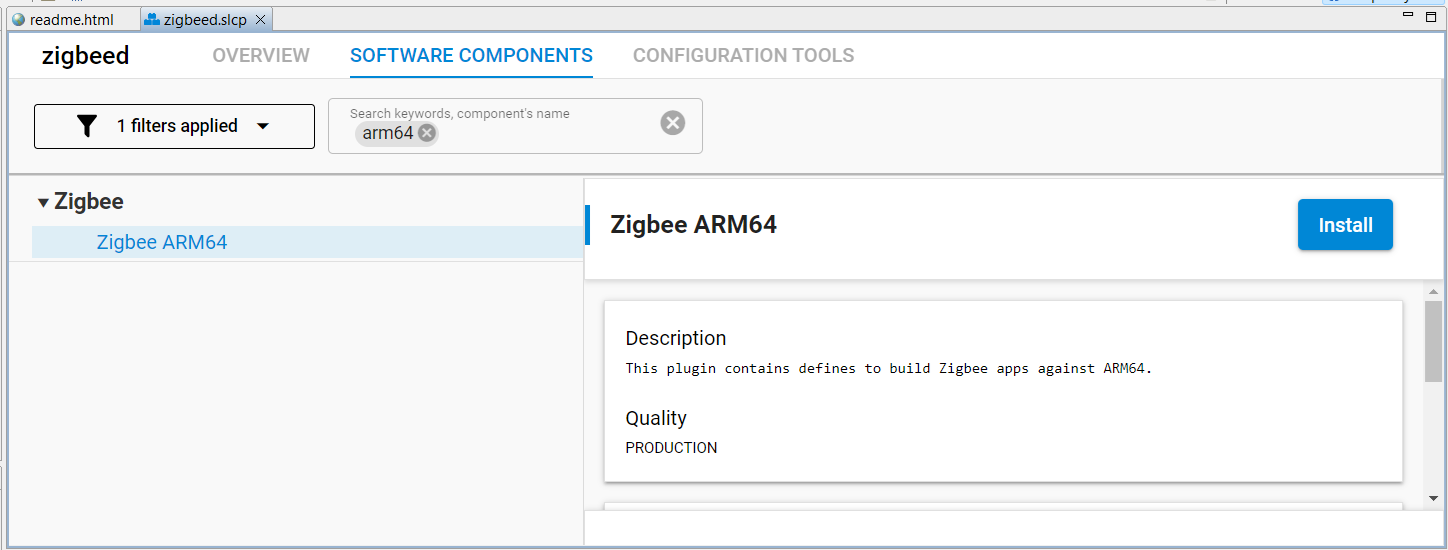 readme.html
zigbeed.slcp
zigbeed
OVERVIEW
SOFTWARE COMPONENTS
CONFIGURATION TOOLS
1 filters applied
Search keywords, component's name
arm64
Zigbee
Zigbee ARM64
Zigbee ARM64
Install
Description
This plugin contains defines to build Zigbee apps against ARM64.
Quality
PRODUCTION